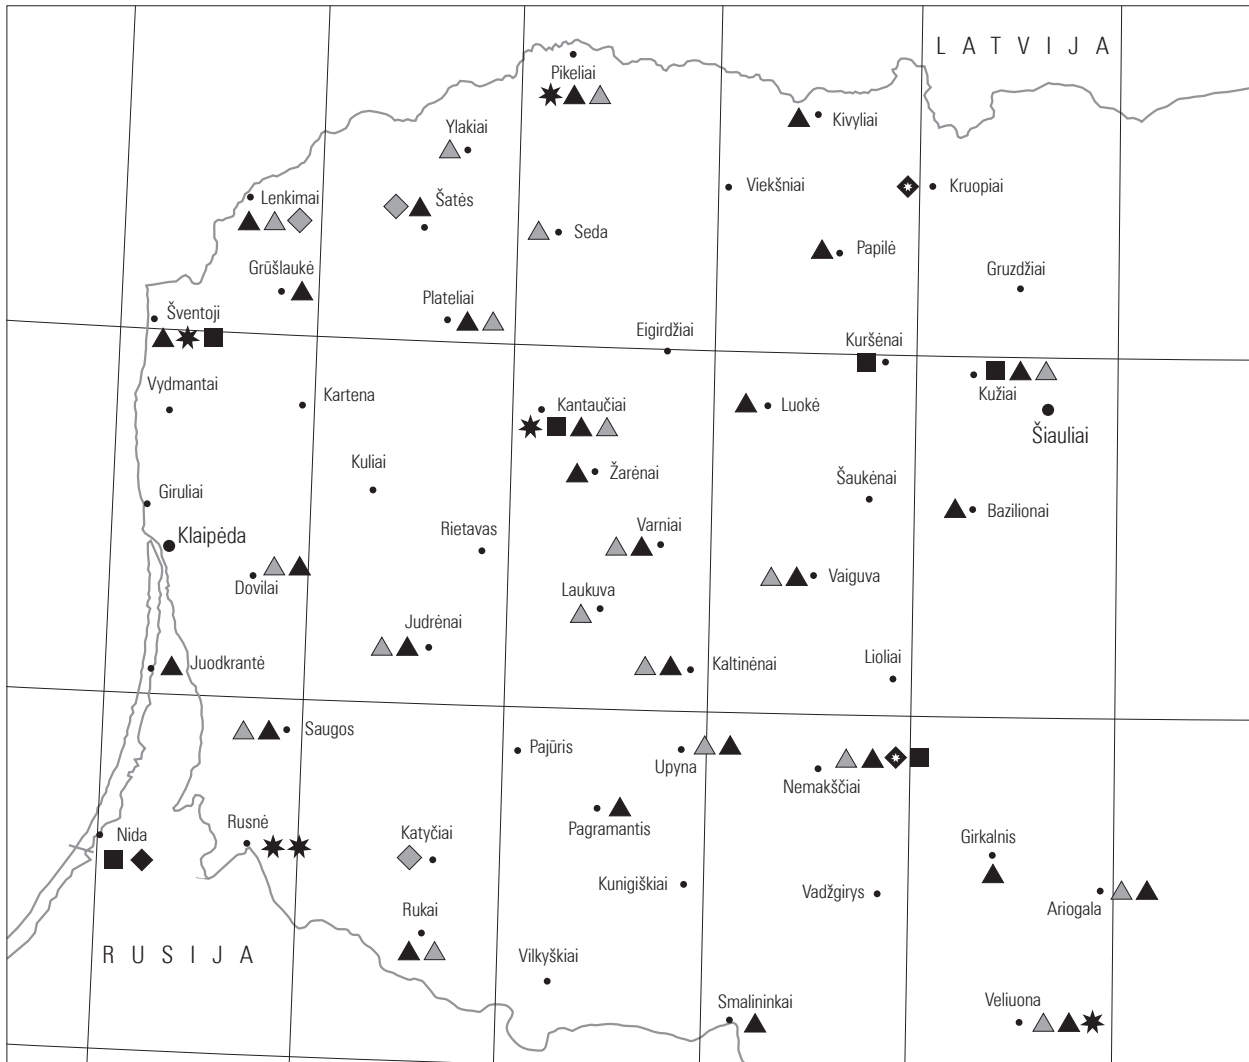 L A T V I J A
Pikeliai
Kivyliai
Ylakiai
Viekšniai
Kruopiai
Lenkimai
Šatės
Seda
Papilė
Gruzdžiai
Grūšlaukė
Plateliai
Šventoji
Eigirdžiai
Kuršėnai
Kužiai
Vydmantai
Kartena
Kantaučiai
Luokė
Šiauliai
Kuliai
Žarėnai
Šaukėnai
Giruliai
Bazilionai
Klaipėda
Rietavas
Varniai
Dovilai
Vaiguva
Laukuva
Judrėnai
Juodkrantė
Kaltinėnai
Lioliai
Saugos
Pajūris
Upyna
Nemakščiai
Nida
Rusnė
Katyčiai
Pagramantis
Girkalnis
Kunigiškiai
Vadžgirys
Ariogala
Rukai
R U S I J A
Vilkyškiai
Smalininkai
Veliuona